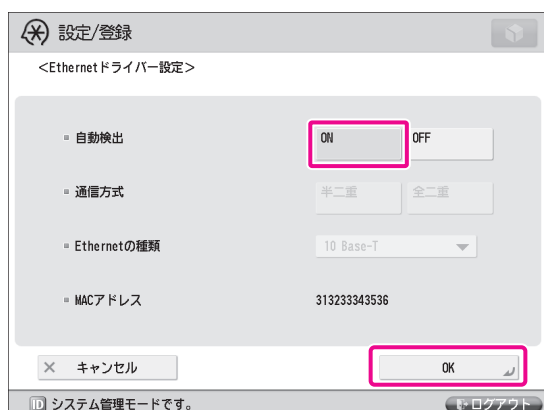 設定/登録
<Ethernetドライバー設定>
自動検出 ON OFF
通信方式 半二重 全二重
Ethernetの種類 10 Base-T
MACアドレス 313233343536
キャンセル OK
ID システム管理モードです。 ログアウト